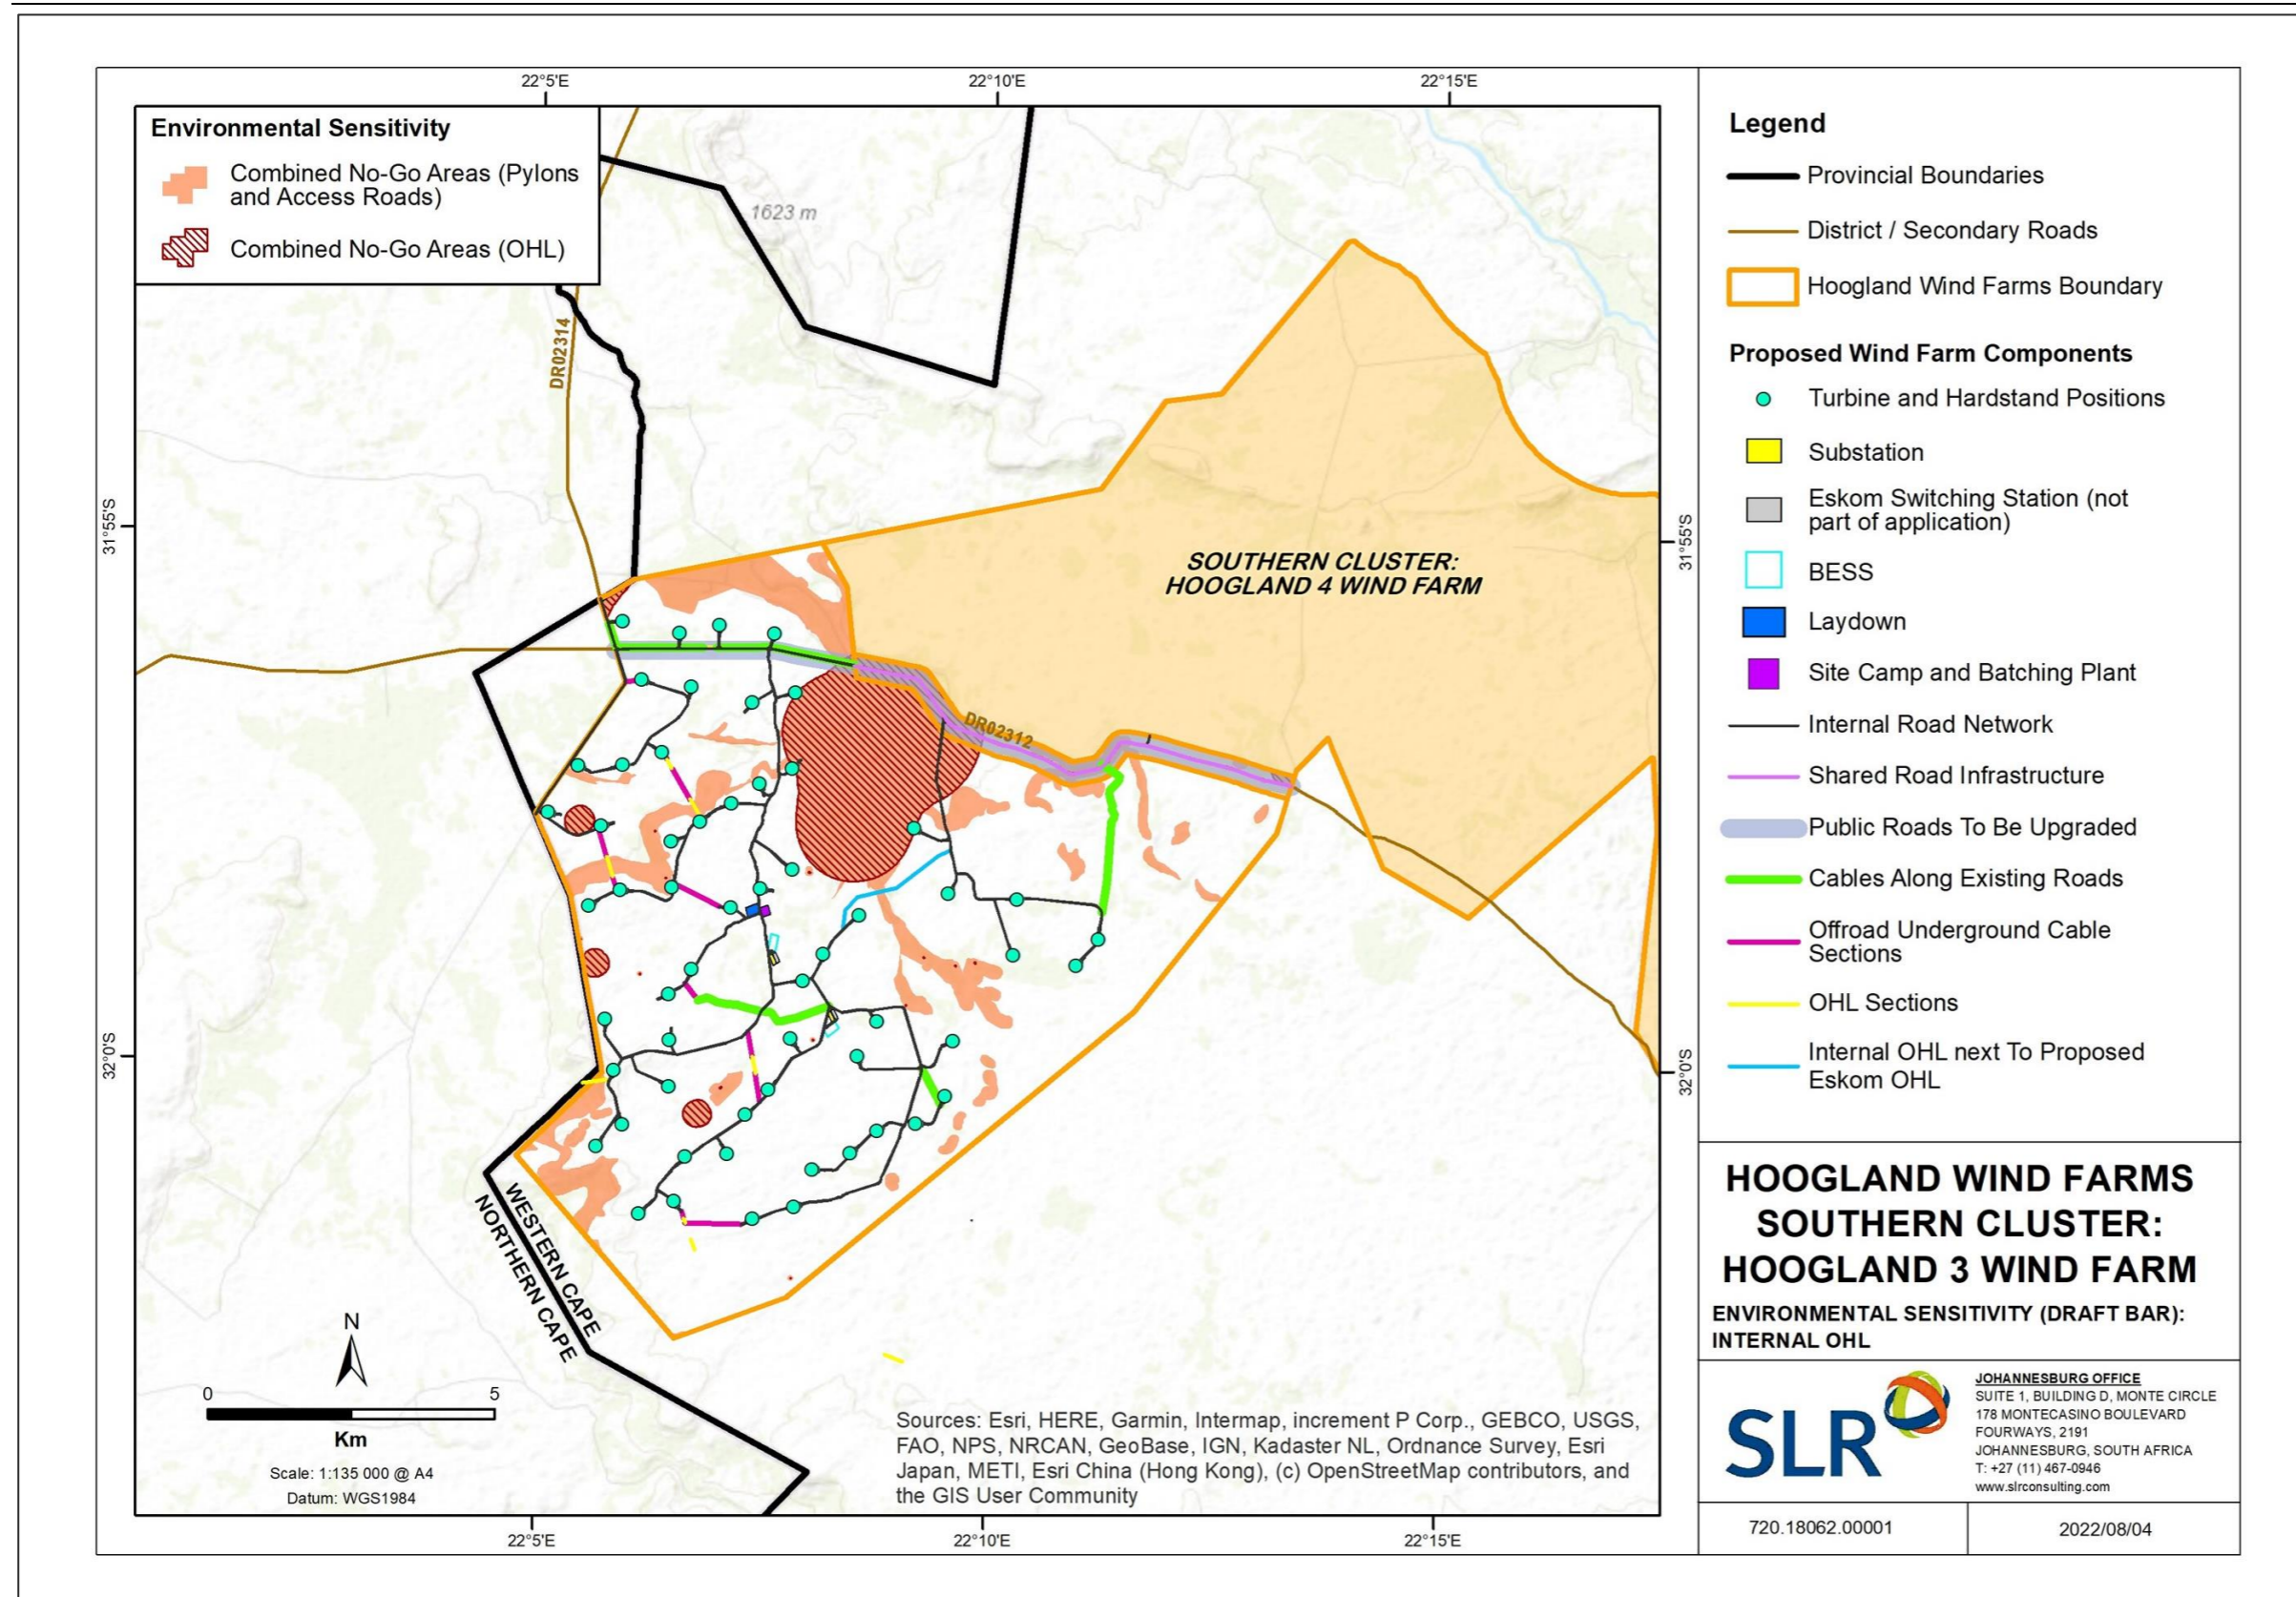 22°5'E
22°10'E
22°15'E
Environmental Sensitivity
Combined No-Go Areas (Pylons
and Access Roads)
Combined No-Go Areas (OHL)
1623 m
DR02314
31°55'S
31°55'S
SOUTHERN CLUSTER:
HOOGLAND 4 WIND FARM
DR02312
32°0'S
32°0'S
WESTERN CAPE
NORTHERN CAPE
N
0
5
Km
Scale: 1:135 000 @ A4
Datum: WGS1984
Sources: Esri, HERE, Garmin, Intermap, increment P Corp., GEBCO, USGS,
FAO, NPS, NRCAN, GeoBase, IGN, Kadaster NL, Ordnance Survey, Esri
Japan, METI, Esri China (Hong Kong), (c) OpenStreetMap contributors, and
the GIS User Community
22°5'E
22°10'E
22°15'E
Legend
Provincial Boundaries
District / Secondary Roads
Hoogland Wind Farms Boundary
Proposed Wind Farm Components
Turbine and Hardstand Positions
Substation
Eskom Switching Station (not
part of application)
BESS
Laydown
Site Camp and Batching Plant
Internal Road Network
Shared Road Infrastructure
Public Roads To Be Upgraded
Cables Along Existing Roads
Offroad Underground Cable
Sections
OHL Sections
Internal OHL next To Proposed
Eskom OHL
HOOGLAND WIND FARMS
SOUTHERN CLUSTER:
HOOGLAND 3 WIND FARM
ENVIRONMENTAL SENSITIVITY (DRAFT BAR):
INTERNAL OHL
SLR
JOHANNESBURG OFFICE
SUITE 1, BUILDING D, MONTE CIRCLE
178 MONTECASINO BOULEVARD
FOURWAYS, 2191
JOHANNESBURG, SOUTH AFRICA
T: +27 (11) 467-0946
www.slrconsulting.com
720.18062.00001
2022/08/04